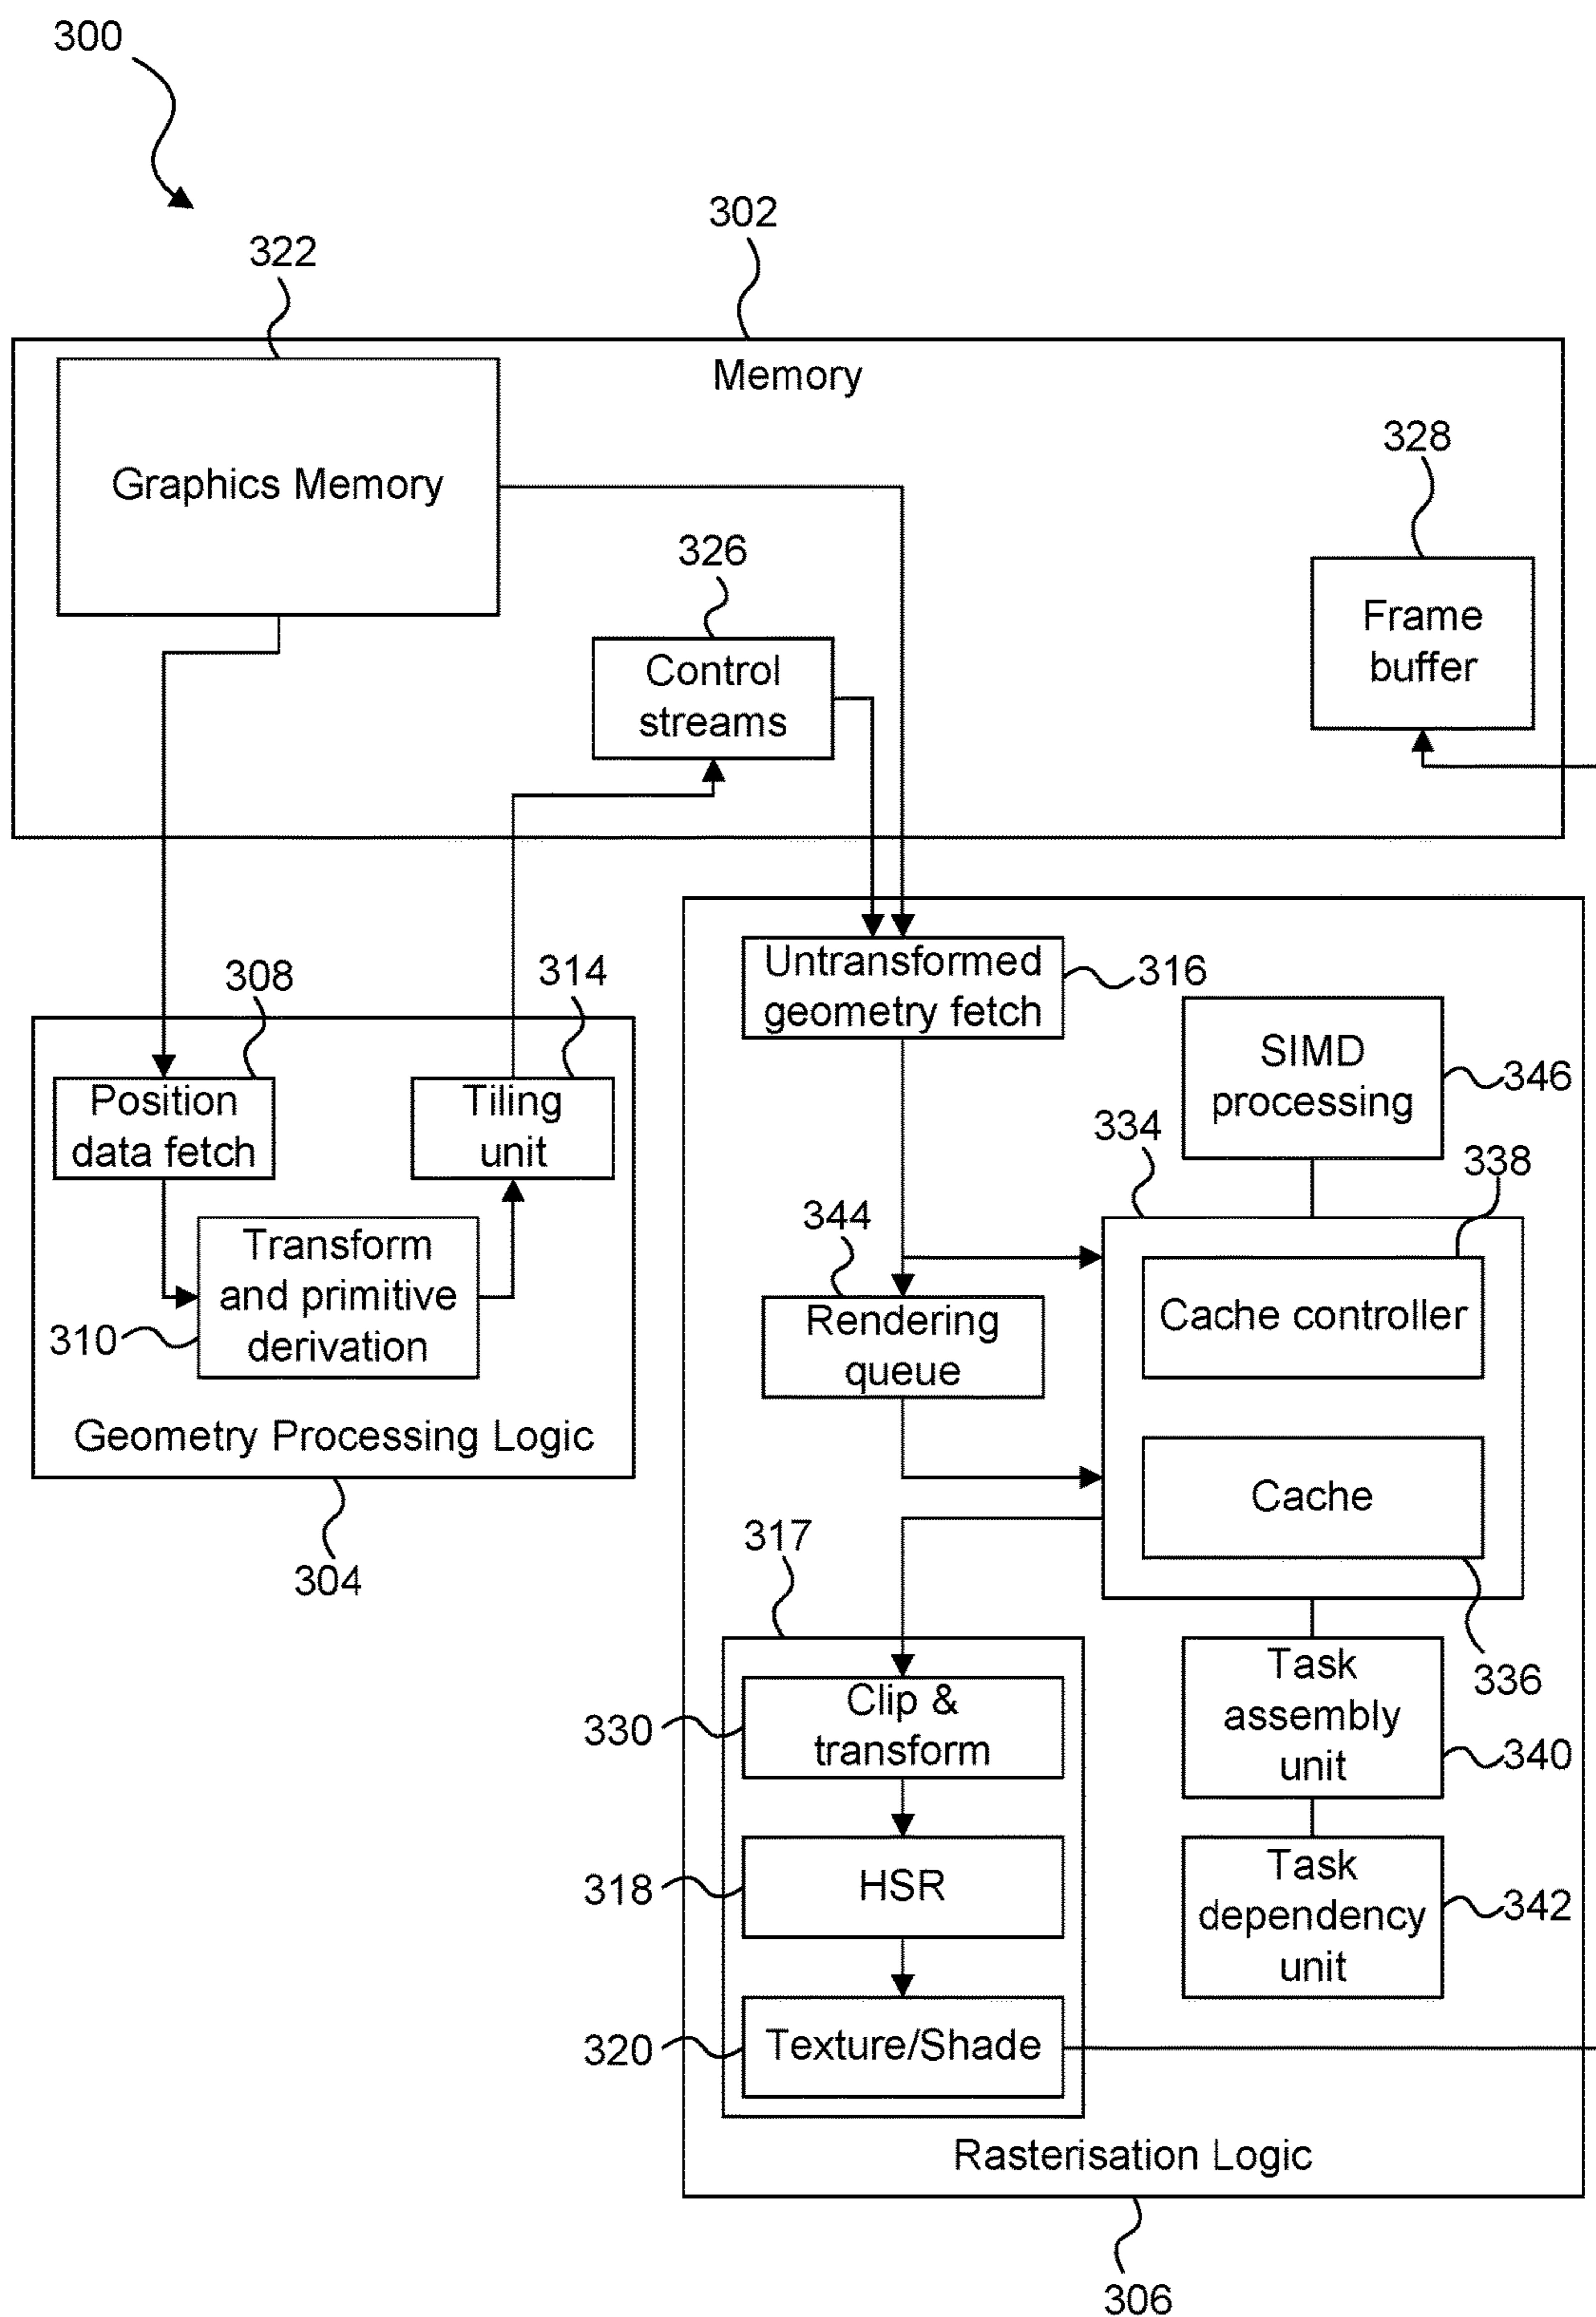 300
302
322
Memory
328
Graphics Memory
326
Frame
buffer
Control
streams
308
314
Untransformed
geometry fetch
316
SIMD
processing
346
Position
data fetch
Tiling
unit
334
338
344
Transform
and primitive
derivation
310
Cache controller
Rendering
queue
Geometry Processing Logic
Cache
317
304
336
Clip &
transform
330
Task
assembly
unit
340
HSR
318
Task
dependency
unit
342
Texture/Shade
320
Rasterisation Logic
306